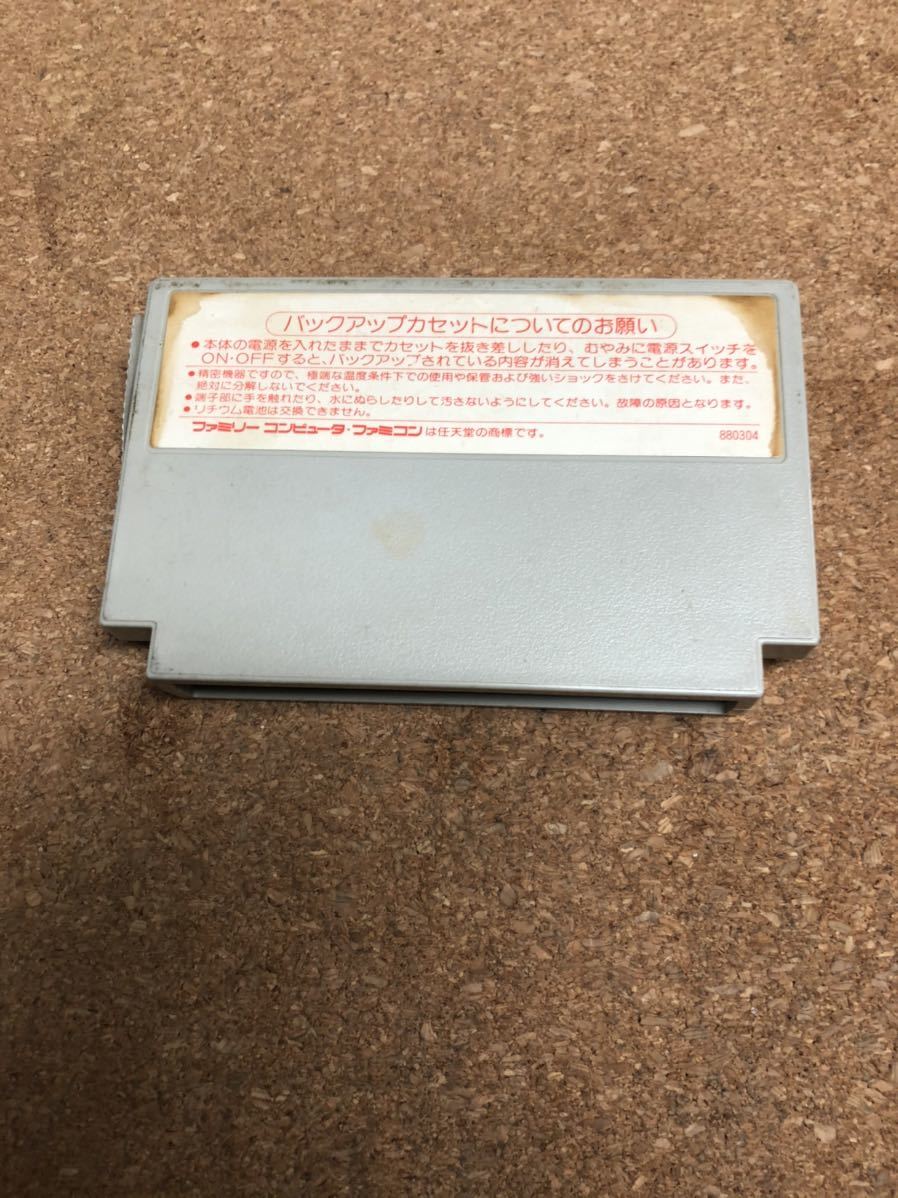 バックアップカセットについてのお願い
●本体の電源を入れたままでカセットを抜き差ししたり、むやみに電源スイッチを
ON・OFFすると、バックアップされている内容が消えてしまうことがあります。
●精密機器ですので、極端な温度条件下での使用や保管および強いショックをさけてください。また、
絶対に分解しないでください。
●端子部に手を触れたり、水にぬらしたりして汚さないようにしてください。故障の原因となります。
●リチウム電池は交換できません。
ファミリー コンピュータ・ファミコンは任天堂の商標です。 880304